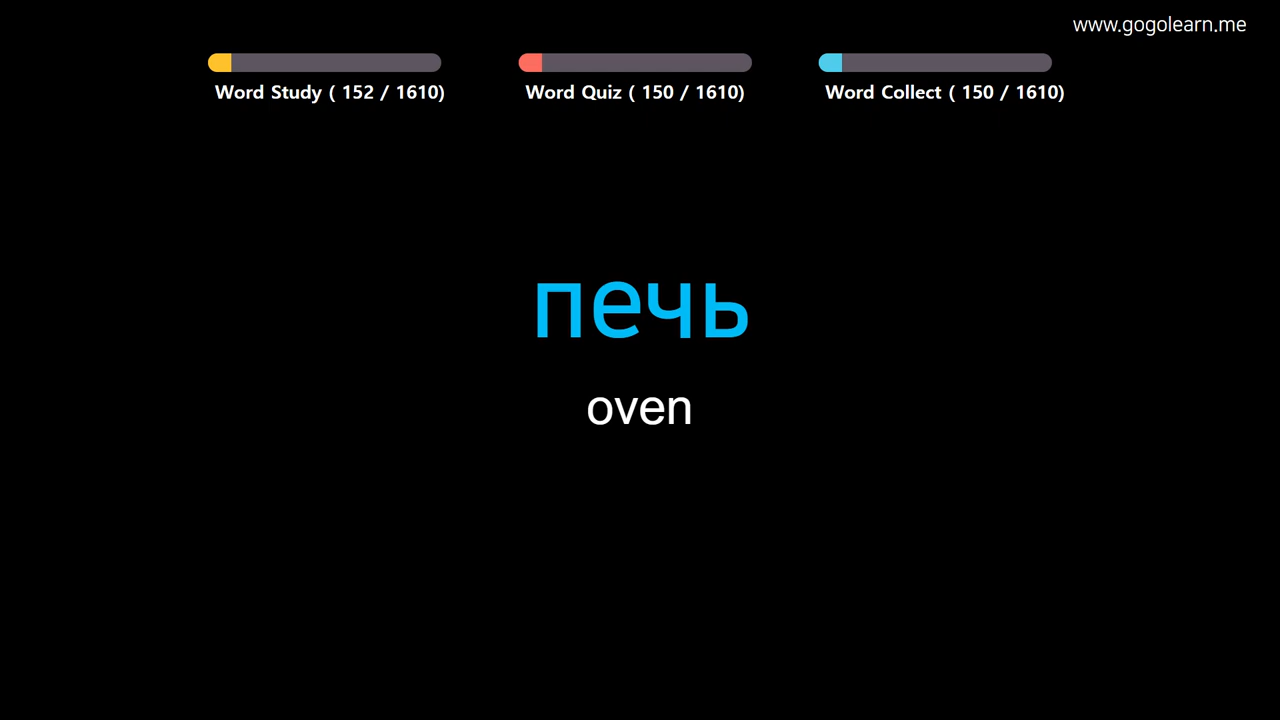 www.gogolearn.me
Word Study ( 152 / 1610)
Word Quiz ( 150 / 1610)
Word Collect ( 150 / 1610)
печь
oven